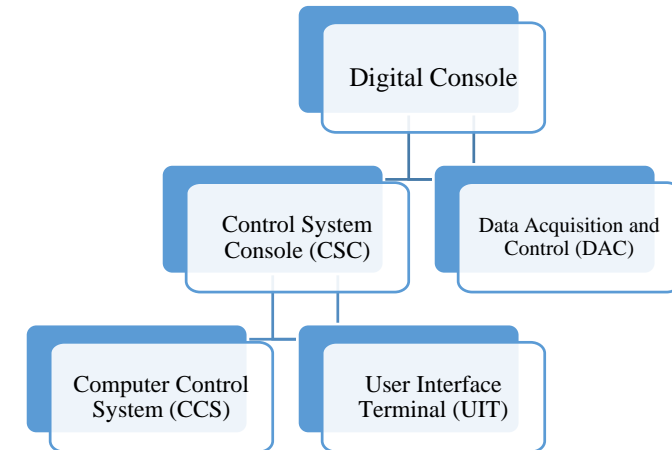 Digital Console
Control System
Console (CSC)
Data Acquisition and
Control (DAC)
Computer Control
System (CCS)
User Interface
Terminal (UIT)